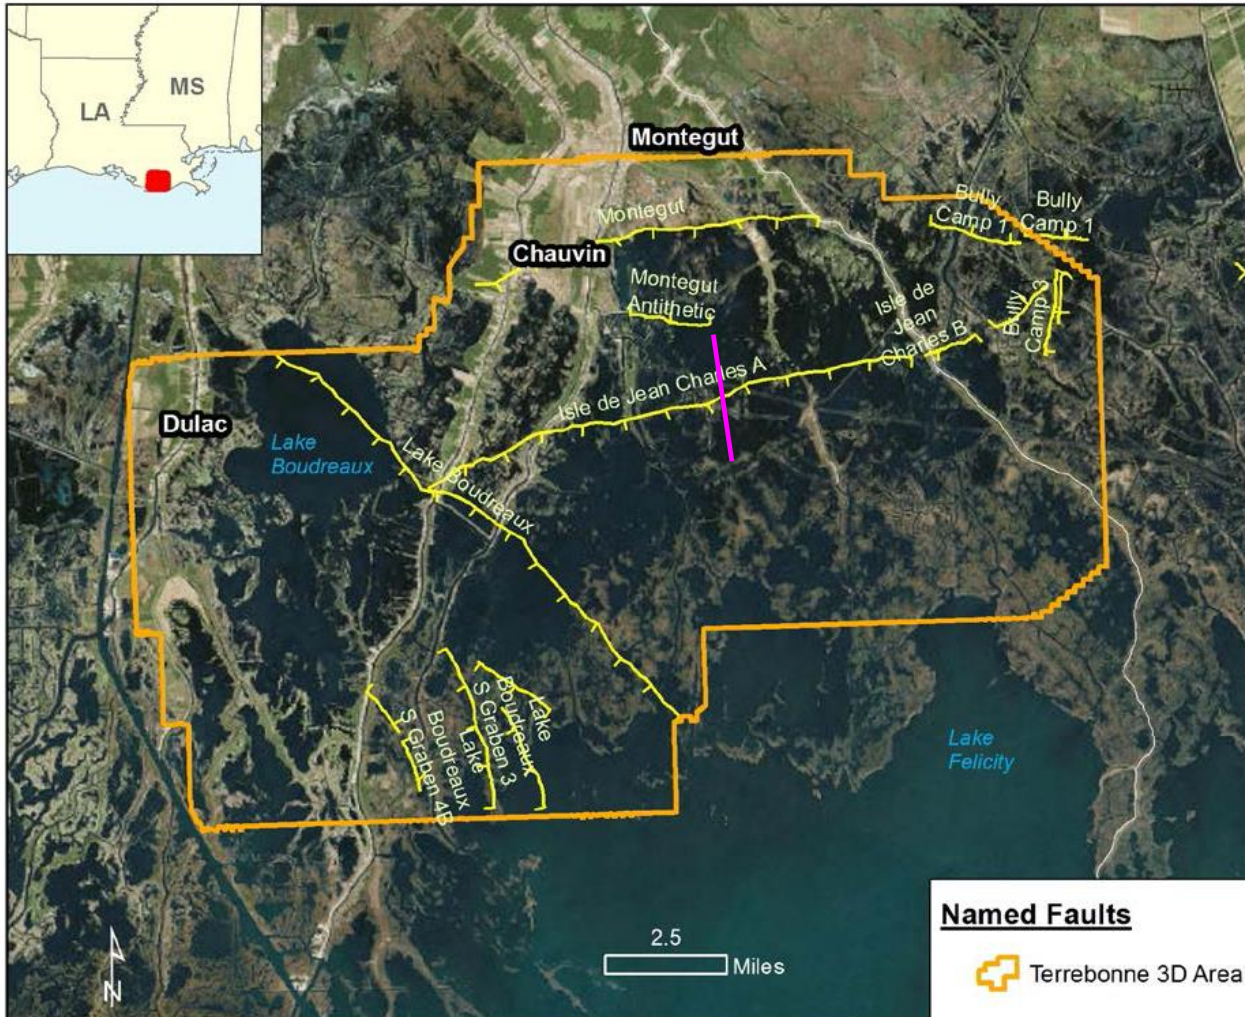 MS
LA
Montegut
Bully
Camp 1
Bully
Camp 1
Montegut
Chauvin
Montegut
Antithetic
Isle de
Jean
Charles B
Bully
Camp 3
Isle de Jean Charles A
Dulac
Lake
Boudreaux
Lake Boudreaux
Lake
Boudreaux
S Graben 3
Lake
Boudreaux
S Graben 4B
Lake
Felicity
2.5
Miles
N
Named Faults
Terrebonne 3D Area